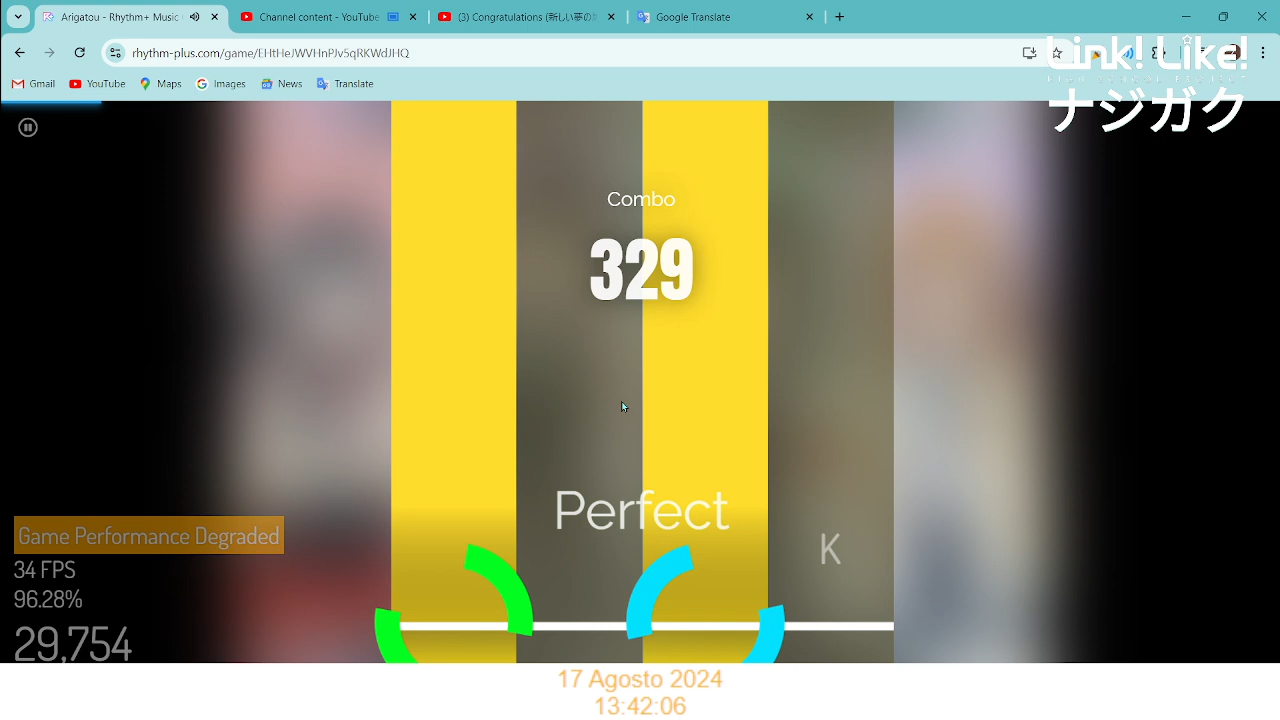 Arigatou - Rhythm+ Music
Channel content - YouTube
(3) Congratulations (新しい夢の
Google Translate
rhythm-plus.com/game/EHtHeJWVHnPJv5qRKWdJHQ
Link! Like!
Gmail
YouTube
Maps
Images
News
Translate
ナジガク
Combo
329
Perfect
K
Game Performance Degraded
34 FPS
96.28%
29,754
17 Agosto 2024
13:42:06